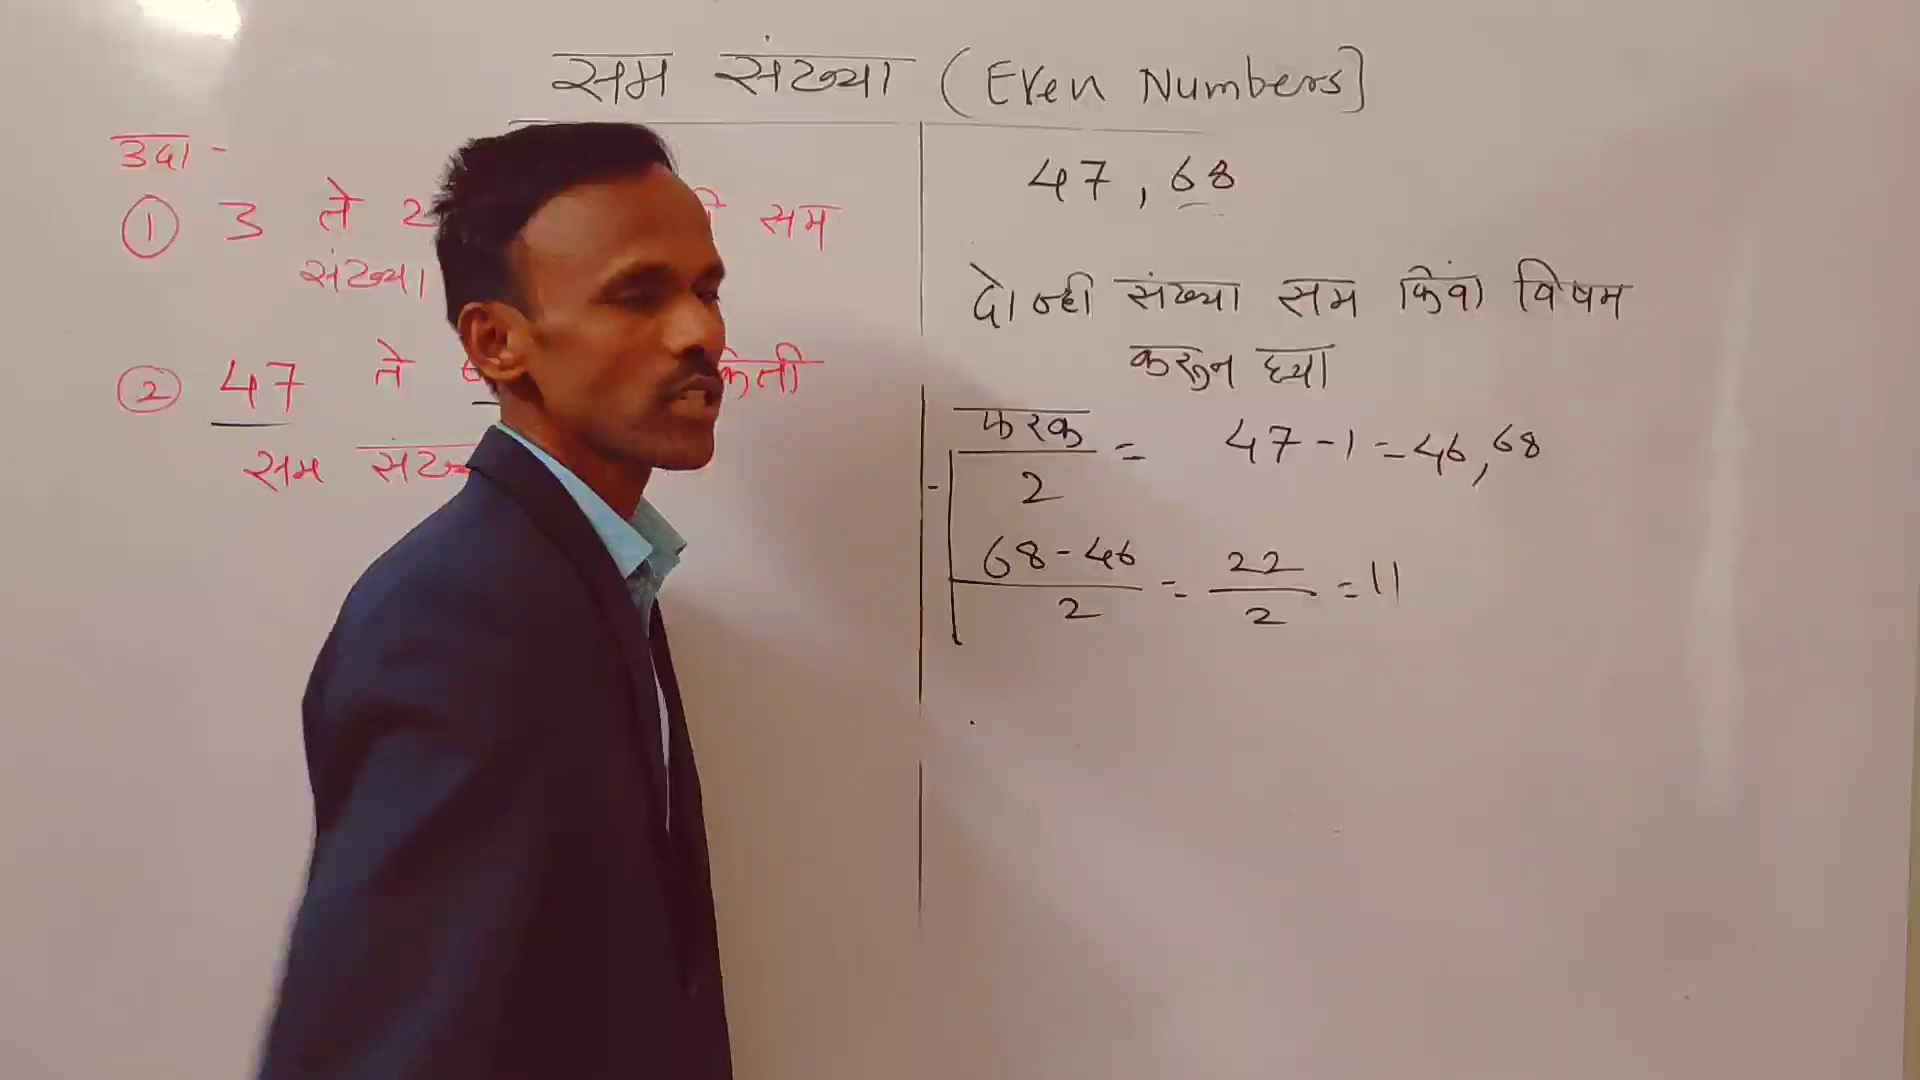 सम संख्या (Even Numbers]
उदा -
① 3 ते 2 सम
संख्या
② 47 ते किती
सम
47, 68
दोन्ही संख्या सम किंवा विषम
करून घ्या
फरक / 2 = 47 - 1 = 46, 68
68 - 46 / 2 = 22 / 2 = 11